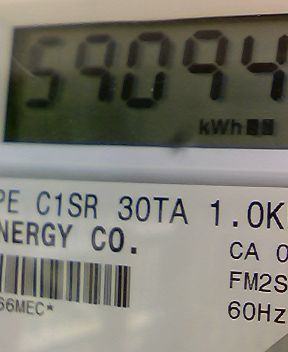 59094
kWh
PE C1SR 30TA 1.0K
NERGY CO.
CA 0
FM2S
60Hz
66MEC*